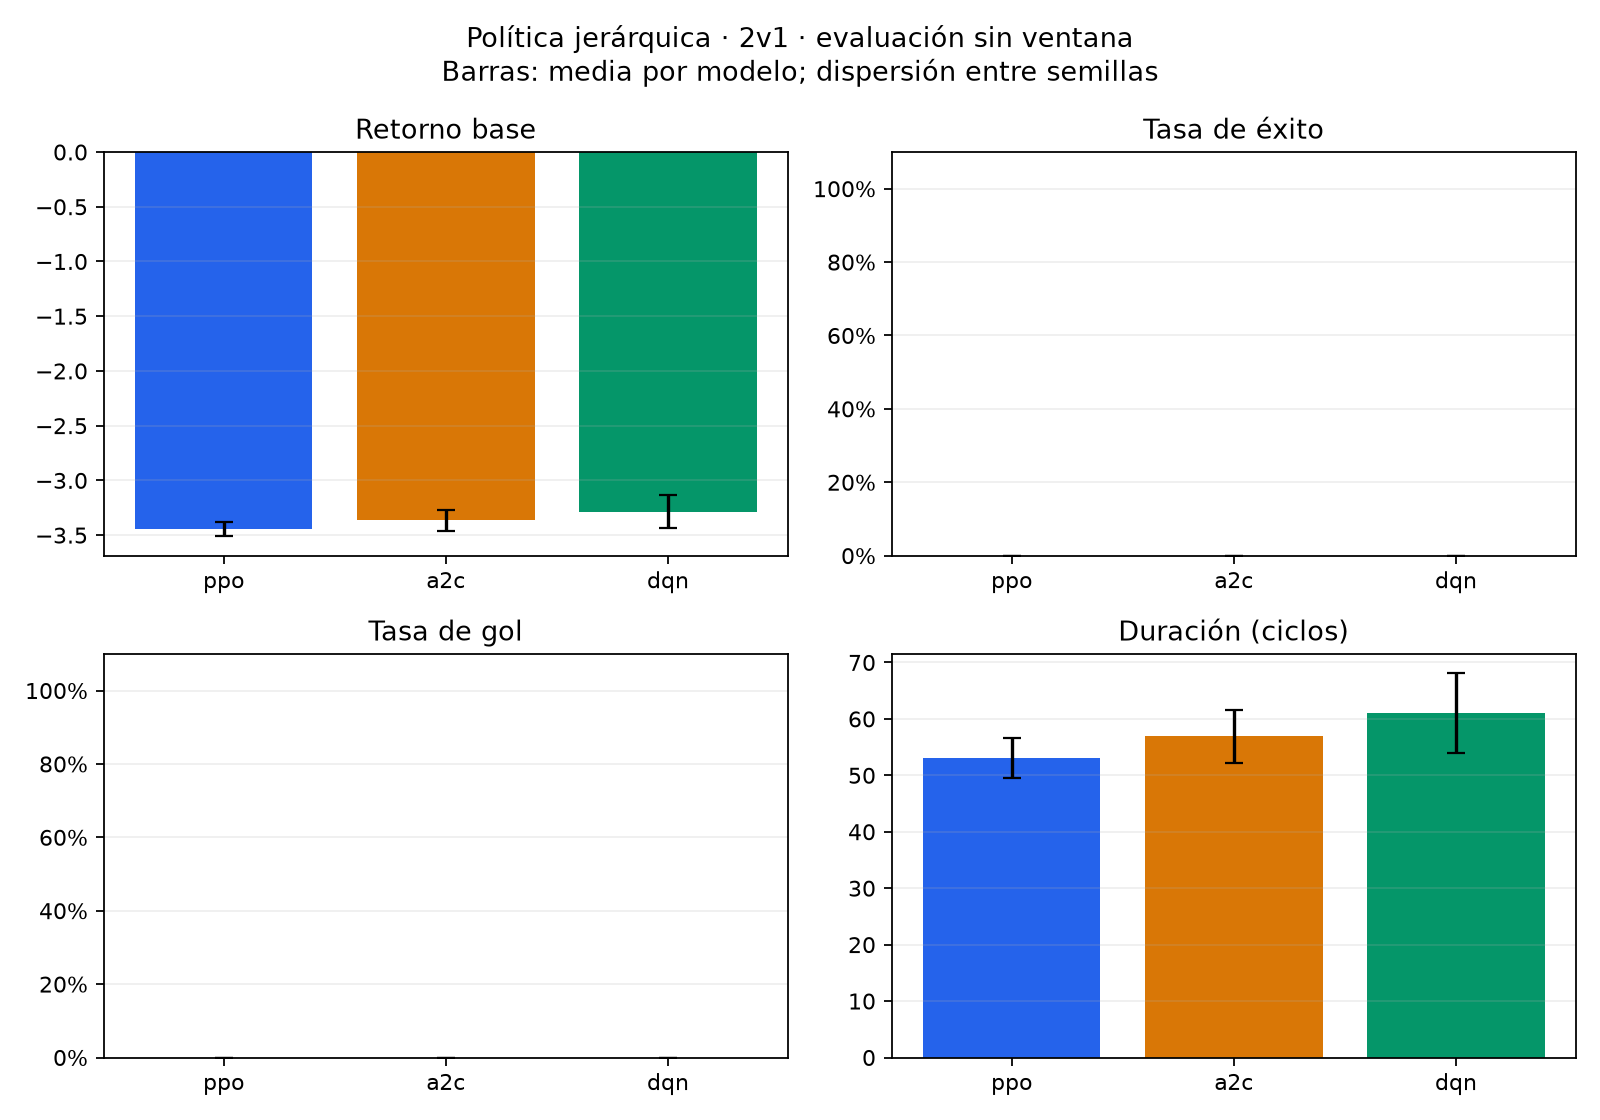 Política jerárquica · 2v1 · evaluación sin ventana
Barras: media por modelo; dispersión entre semillas
Retorno base
0.0
−0.5
−1.0
−1.5
−2.0
−2.5
−3.0
−3.5
ppo a2c dqn
Tasa de éxito
100%
80%
60%
40%
20%
0%
ppo a2c dqn
Tasa de gol
100%
80%
60%
40%
20%
0%
ppo a2c dqn
Duración (ciclos)
70
60
50
40
30
20
10
0
ppo a2c dqn